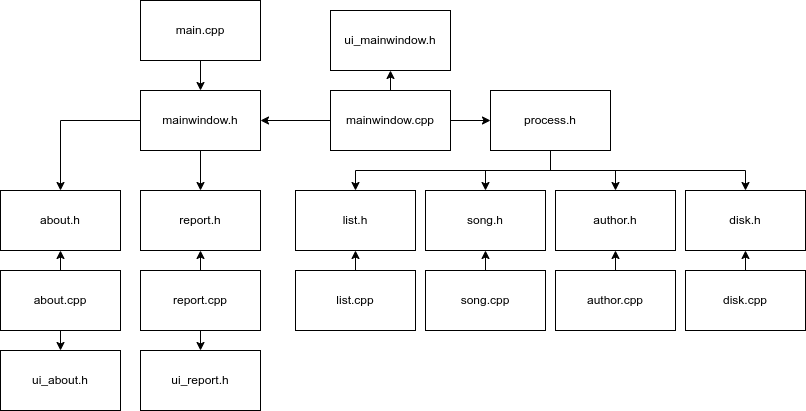 main.cpp
ui_mainwindow.h
mainwindow.h
mainwindow.cpp
process.h
about.h
report.h
list.h
song.h
author.h
disk.h
about.cpp
report.cpp
list.cpp
song.cpp
author.cpp
disk.cpp
ui_about.h
ui_report.h